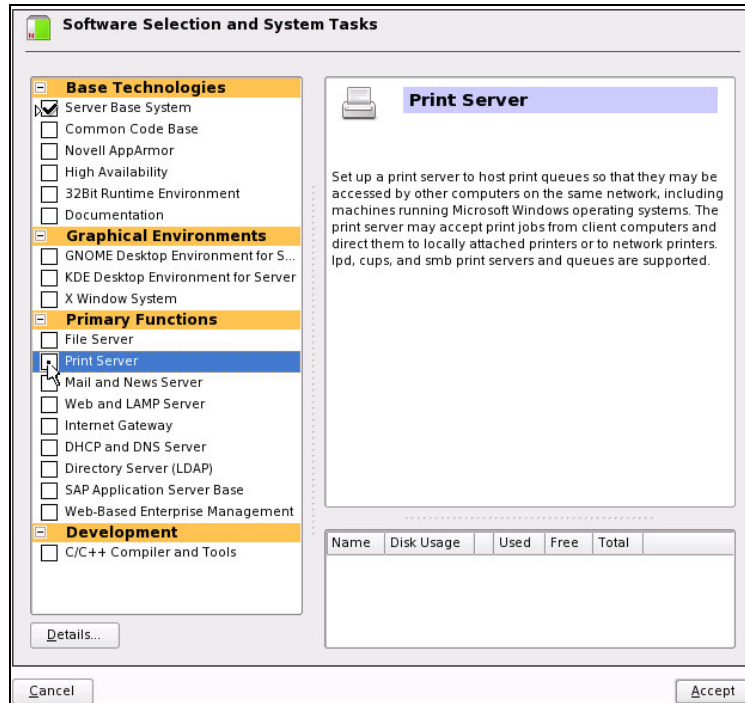 Software Selection and System Tasks
Base Technologies
Server Base System
Common Code Base
Novell AppArmor
High Availability
32Bit Runtime Environment
Documentation
Graphical Environments
GNOME Desktop Environment for S...
KDE Desktop Environment for Server
X Window System
Primary Functions
File Server
Print Server
Mail and News Server
Web and LAMP Server
Internet Gateway
DHCP and DNS Server
Directory Server (LDAP)
SAP Application Server Base
Web-Based Enterprise Management
Development
C/C++ Compiler and Tools
Details...
Print Server
Set up a print server to host print queues so that they may be
accessed by other computers on the same network, including
machines running Microsoft Windows operating systems. The
print server may accept print jobs from client computers and
direct them to locally attached printers or to network printers.
lpd, cups, and smb print servers and queues are supported.
Name Disk Usage Used Free Total
Cancel
Accept